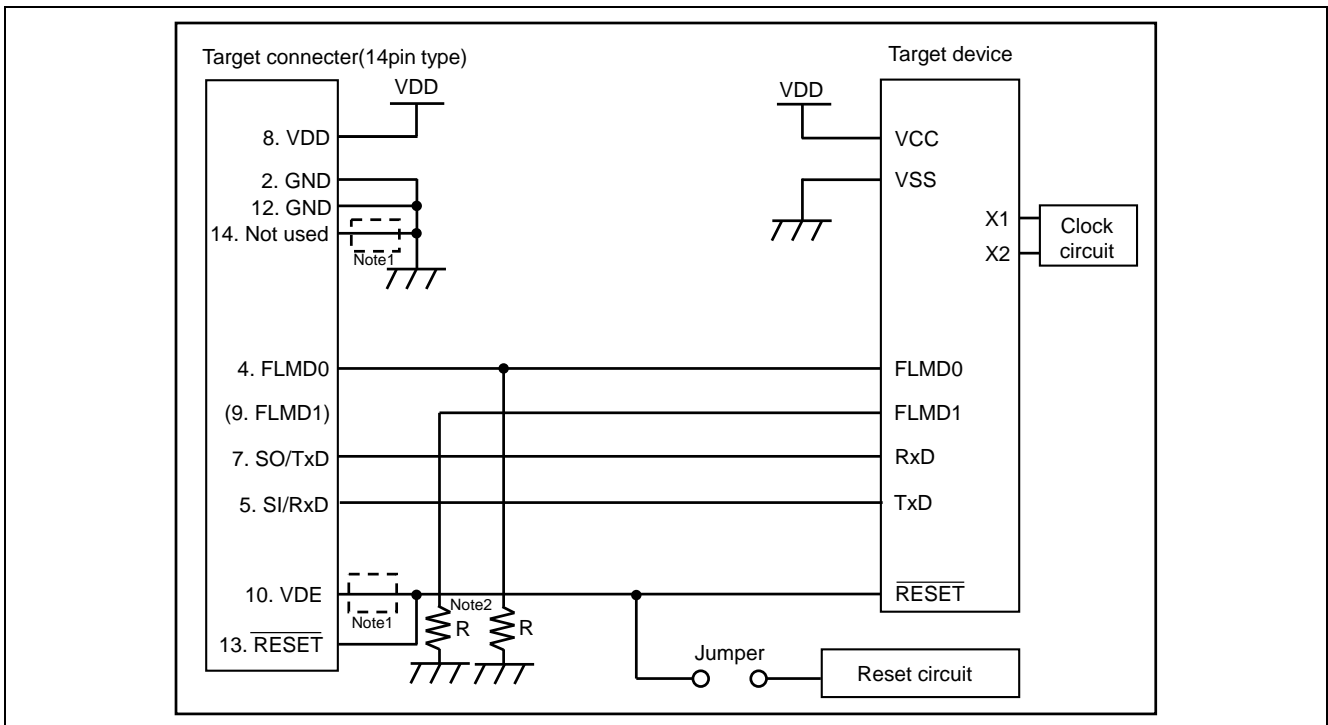 Target connecter(14pin type)
Target device
VDD
VDD
8. VDD
VCC
2. GND
VSS
12. GND
14. Not used
Note1
X1
X2
Clock
circuit
4. FLMD0
FLMD0
(9. FLMD1)
FLMD1
7. SO/TxD
RxD
5. SI/RxD
TxD
10. VDE
Note1
Note2
R
R
RESET
13. RESET
Jumper
Reset circuit